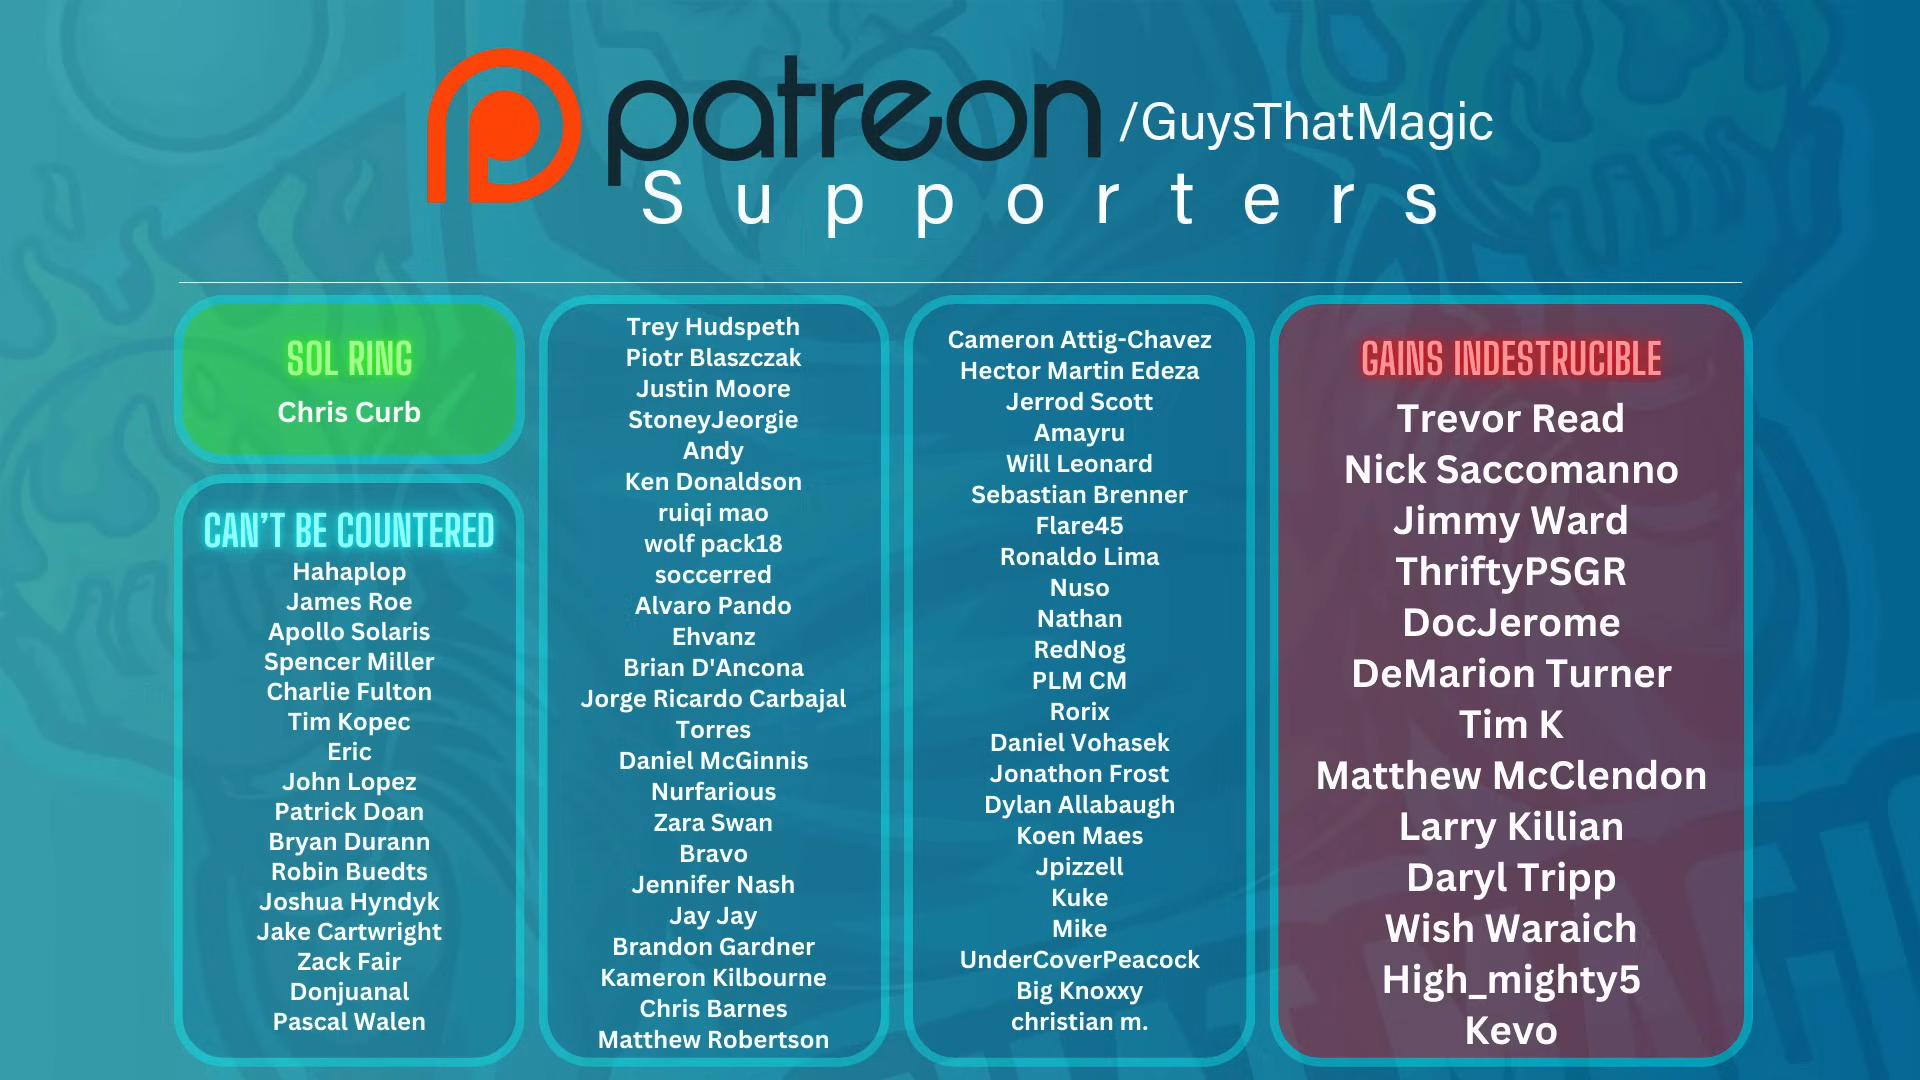 patreon /GuysThatMagic
Supporters
SOL RING
Chris Curb
CAN'T BE COUNTERED
Hahaplop
James Roe
Apollo Solaris
Spencer Miller
Charlie Fulton
Tim Kopec
Eric
John Lopez
Patrick Doan
Bryan Durann
Robin Buedts
Joshua Hyndyk
Jake Cartwright
Zack Fair
Donjuanal
Pascal Walen
Trey Hudspeth
Piotr Blaszczak
Justin Moore
StoneyJeorgie
Andy
Ken Donaldson
ruiqi mao
wolf pack18
soccerred
Alvaro Pando
Ehvanz
Brian D'Ancona
Jorge Ricardo Carbajal
Torres
Daniel McGinnis
Nurfarious
Zara Swan
Bravo
Jennifer Nash
Jay Jay
Brandon Gardner
Kameron Kilbourne
Chris Barnes
Matthew Robertson
Cameron Attig-Chavez
Hector Martin Edeza
Jerrod Scott
Amayru
Will Leonard
Sebastian Brenner
Flare45
Ronaldo Lima
Nuso
Nathan
RedNog
PLM CM
Rorix
Daniel Vohasek
Jonathon Frost
Dylan Allabaugh
Koen Maes
Jpizzell
Kuke
Mike
UnderCoverPeacock
Big Knoxxy
christian m.
GAINS INDESTRUCIBLE
Trevor Read
Nick Saccomanno
Jimmy Ward
ThriftyPSGR
DocJerome
DeMarion Turner
Tim K
Matthew McClendon
Larry Killian
Daryl Tripp
Wish Waraich
High_mighty5
Kevo